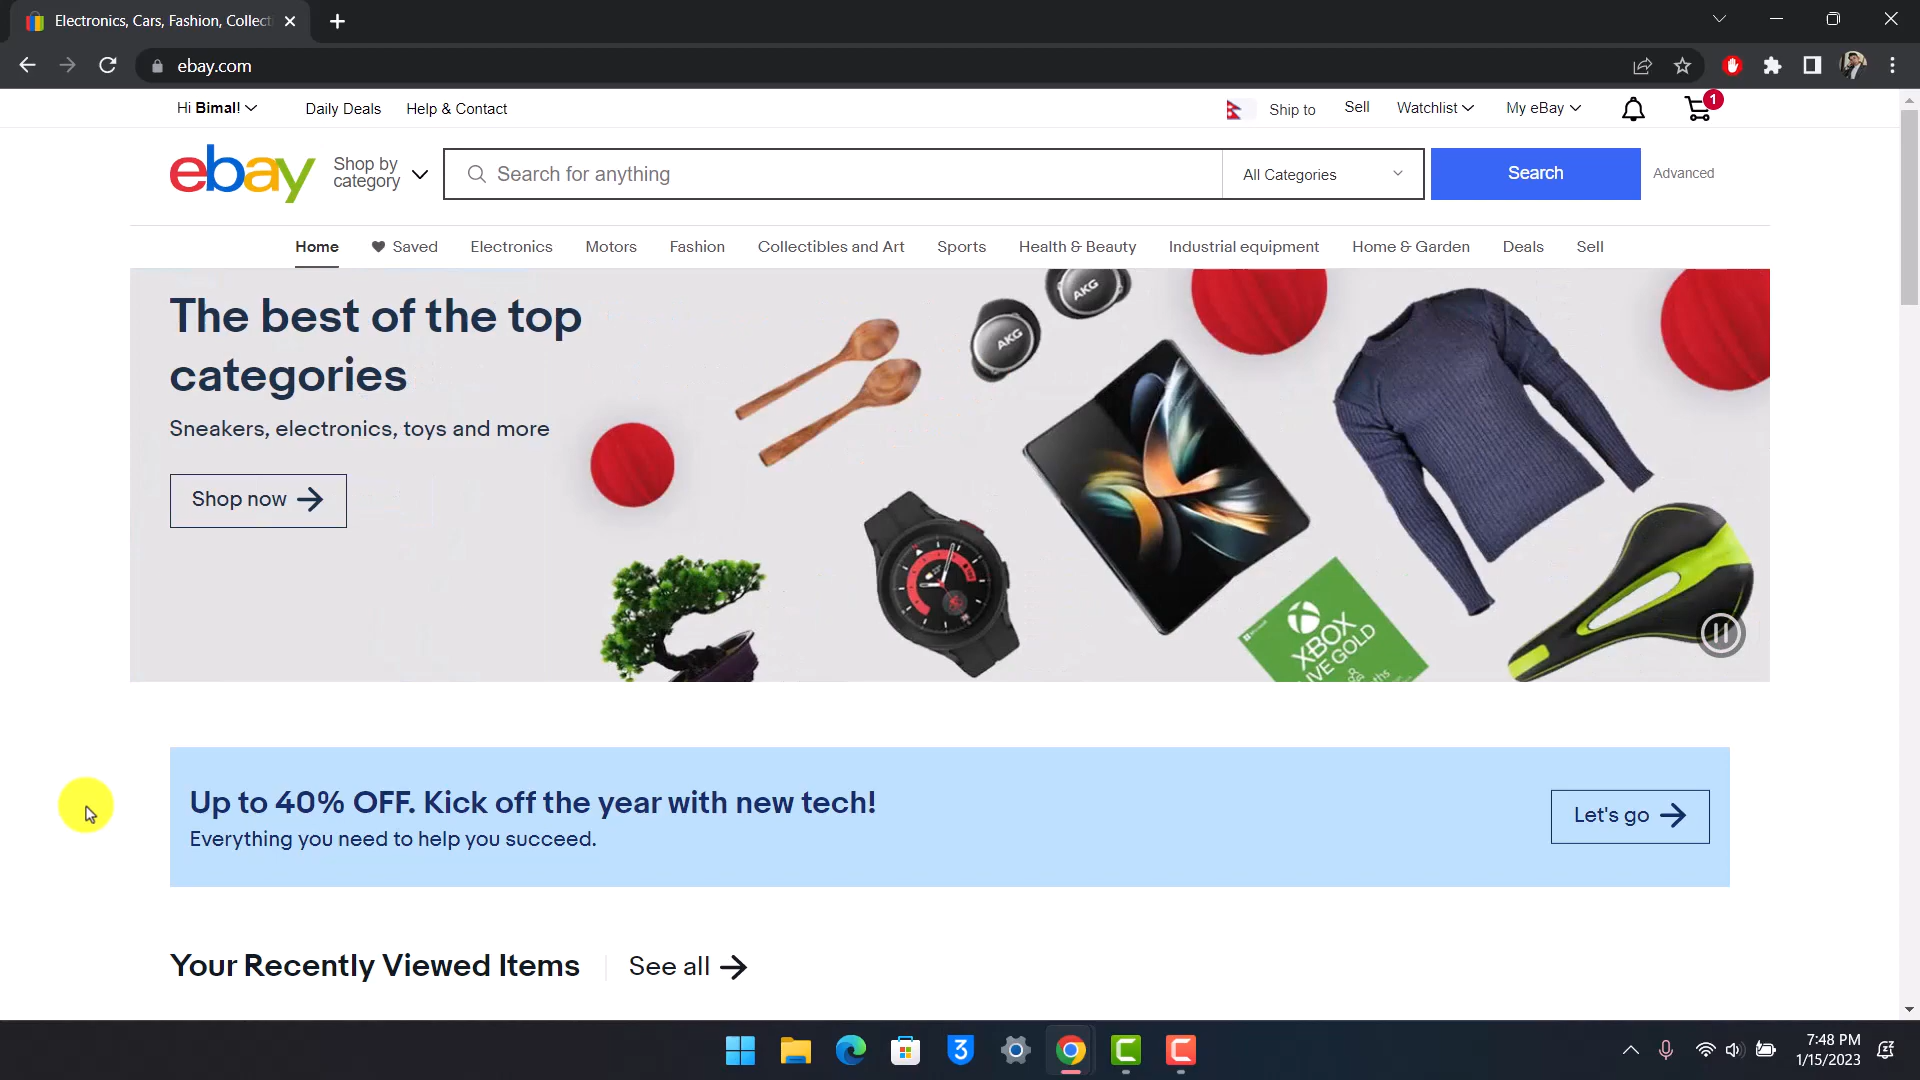 Electronics, Cars, Fashion, Collecti
ebay.com
Hi Bimal!
Daily Deals
Help & Contact
Ship to
Sell
Watchlist
My eBay
1
ebay
Shop by
category
Search for anything
All Categories
Search
Advanced
Home
Saved
Electronics
Motors
Fashion
Collectibles and Art
Sports
Health & Beauty
Industrial equipment
Home & Garden
Deals
Sell
The best of the top
categories
Sneakers, electronics, toys and more
Shop now
AKG
AKG
XBOX
LIVE GOLD
Up to 40% OFF. Kick off the year with new tech!
Everything you need to help you succeed.
Let's go
Your Recently Viewed Items
See all
3
7:48 PM
1/15/2023